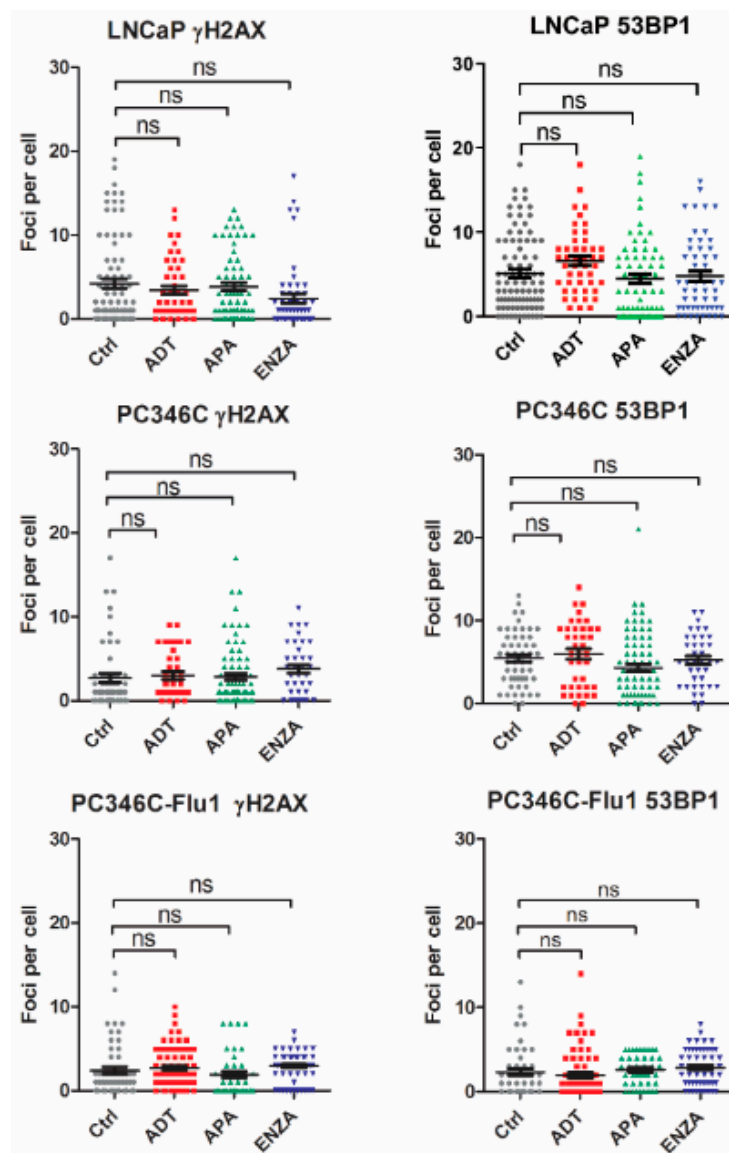 LNCaP γH2AX
LNCaP 53BP1
Foci per cell
30
20
10
0
ns
ns
ns
Ctrl
ADT
APA
ENZA
Foci per cell
30
20
10
0
ns
ns
ns
Ctrl
ADT
APA
ENZA
PC346C γH2AX
PC346C 53BP1
Foci per cell
30
20
10
0
ns
ns
ns
Ctrl
ADT
APA
ENZA
Foci per cell
30
20
10
0
ns
ns
ns
Ctrl
ADT
APA
ENZA
PC346C-Flu1 γH2AX
PC346C-Flu1 53BP1
Foci per cell
30
20
10
0
ns
ns
ns
Ctrl
ADT
APA
ENZA
Foci per cell
30
20
10
0
ns
ns
ns
Ctrl
ADT
APA
ENZA